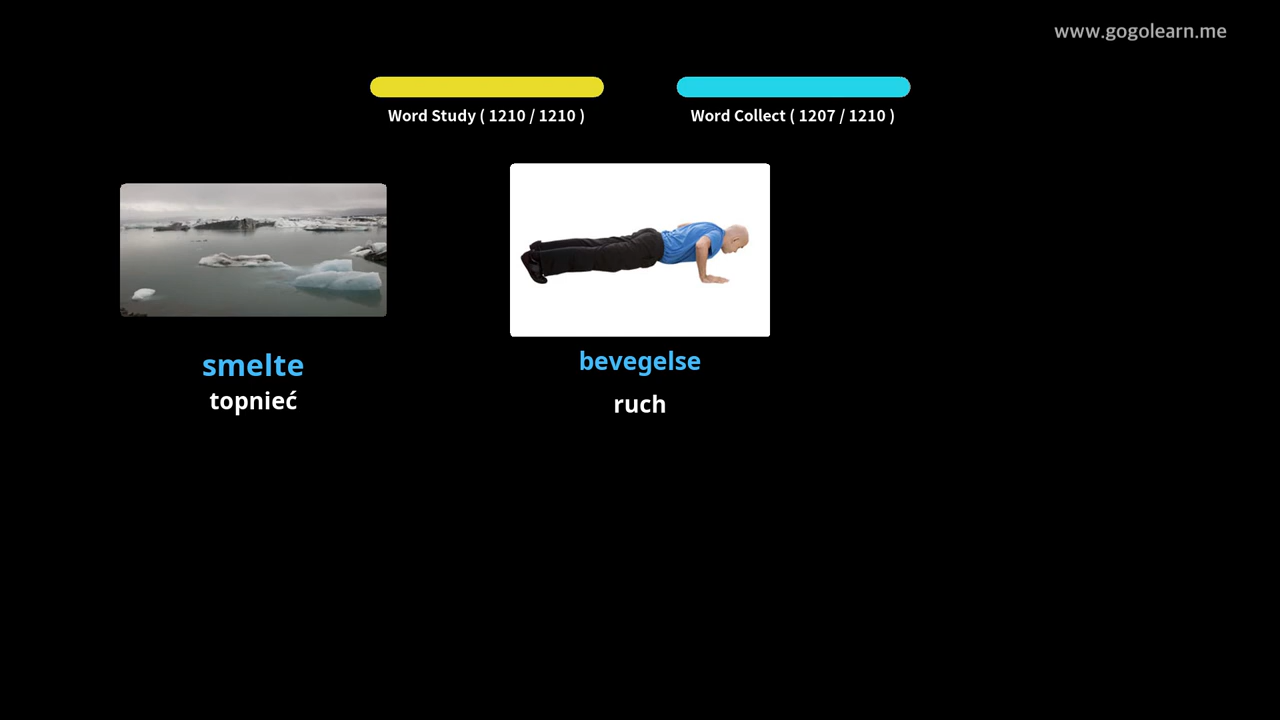 www.gogolearn.me
Word Study ( 1210 / 1210 )
Word Collect ( 1207 / 1210 )
smelte
topnieć
bevegelse
ruch